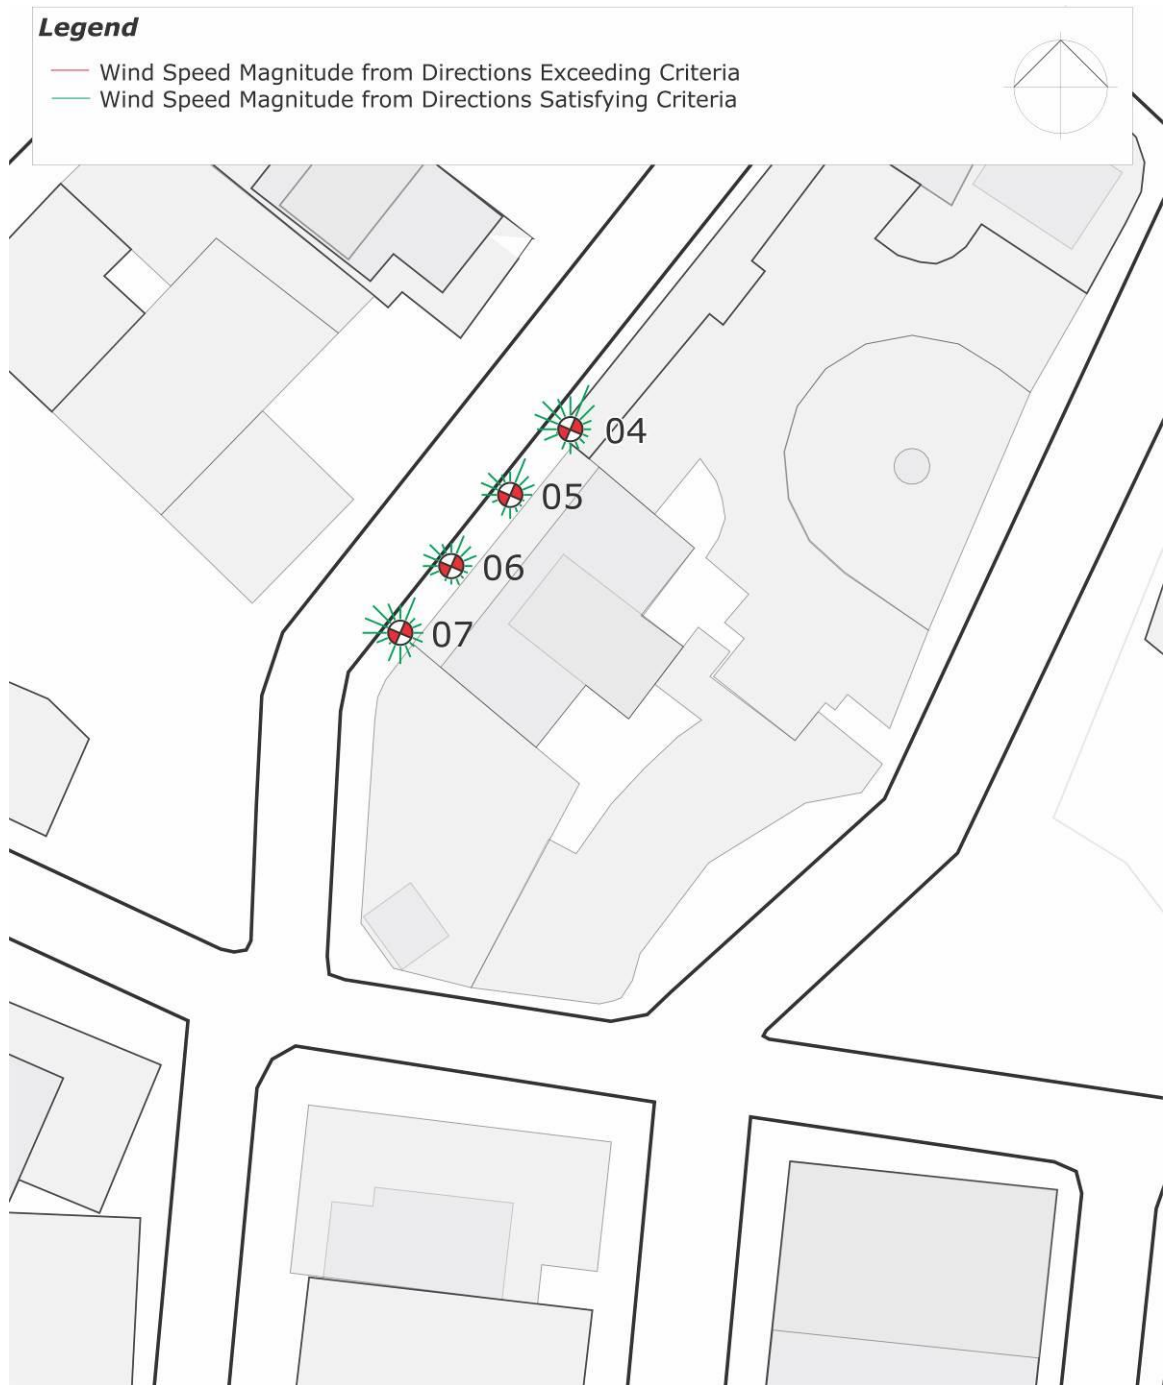 Legend
Wind Speed Magnitude from Directions Exceeding Criteria
Wind Speed Magnitude from Directions Satisfying Criteria
04
05
06
07